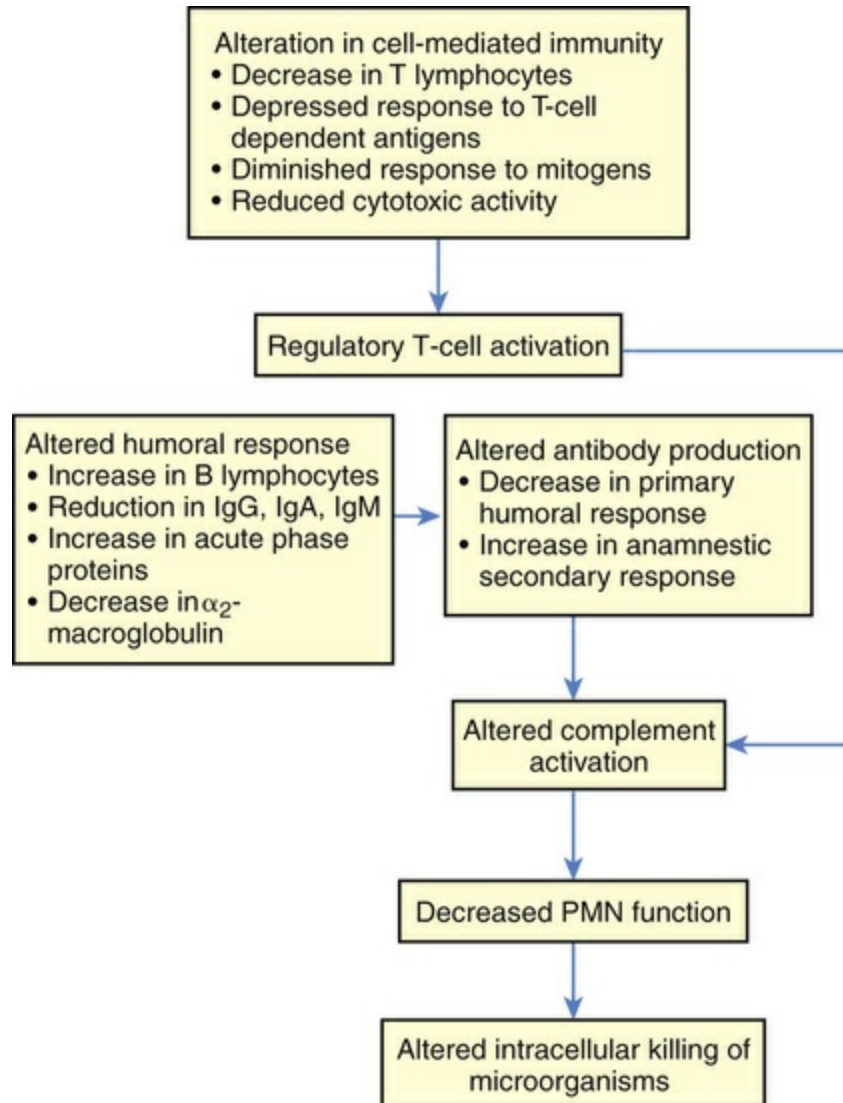 Alteration in cell-mediated immunity
• Decrease in T lymphocytes
• Depressed response to T-cell
dependent antigens
• Diminished response to mitogens
• Reduced cytotoxic activity
Regulatory T-cell activation
Altered humoral response
• Increase in B lymphocytes
• Reduction in IgG, IgA, IgM
• Increase in acute phase
proteins
• Decrease in α₂-
macroglobulin
Altered antibody production
• Decrease in primary
humoral response
• Increase in anamnestic
secondary response
Altered complement
activation
Decreased PMN function
Altered intracellular killing of
microorganisms